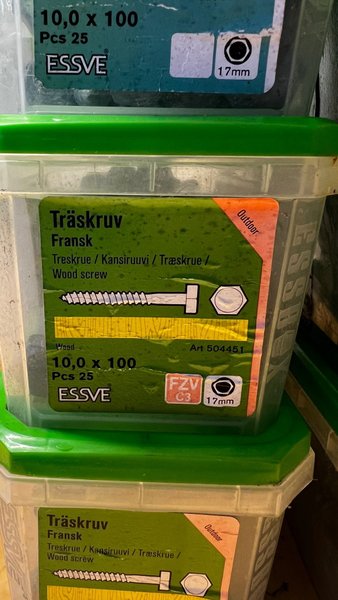 10,0 x 100
Pcs 25
ESSVE
17mm
Outdoor
Träskruv
Fransk
Treskrue / Kansiruuvi / Træskrue /
Wood screw
Wood
Art 504451
10,0 x 100
Pcs 25
FZV
C3
ESSVE
17mm
Outdoor
Träskruv
Fransk
Treskrue / Kansiruuvi / Træskrue /
Wood screw